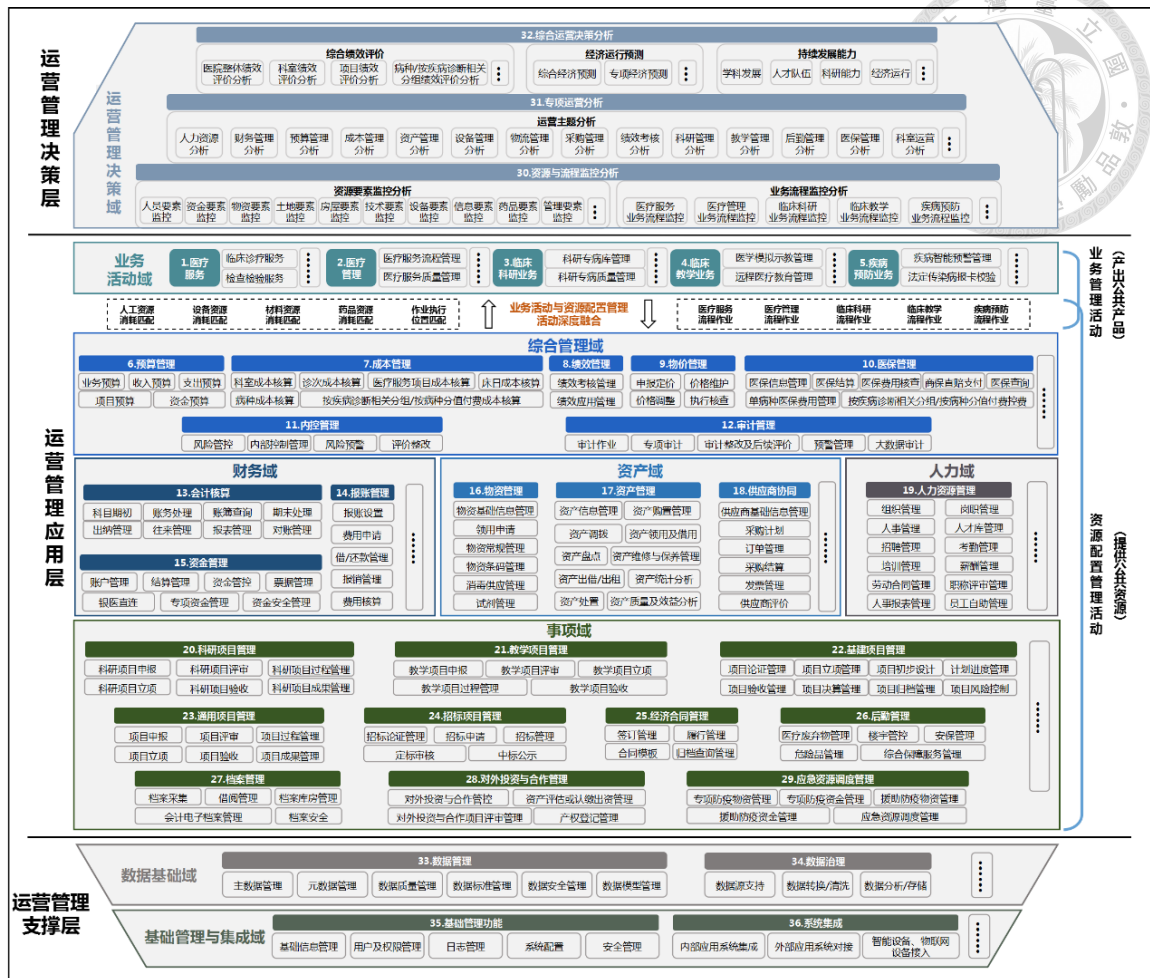 运营管理决策层
运营管理决策域
32.综合运营决策分析
综合绩效评价
医院整体绩效评价分析
科室绩效评价分析
项目绩效评价分析
病种/按疾病诊断相关分组绩效评价分析
经济运行预测
综合经济预测
专项经济预测
持续发展能力
学科发展
人才队伍
科研能力
经济运行
31.专项运营分析
运营主题分析
人力资源分析
财务管理分析
预算管理分析
成本管理分析
资产管理分析
设备管理分析
物流管理分析
采购管理分析
绩效考核分析
科研管理分析
教学管理分析
后勤管理分析
医保管理分析
科室运营分析
30.资源与流程监控分析
资源要素监控分析
人员要素监控
资金要素监控
物资要素监控
土地要素监控
房屋要素监控
技术要素监控
设备要素监控
信息要素监控
药品要素监控
管理要素监控
业务流程监控分析
医疗服务业务流程监控
医疗管理业务流程监控
临床科研业务流程监控
临床教学业务流程监控
疾病预防业务流程监控
运营管理应用层
业务活动域
1.医疗服务
临床诊疗服务
检查检验服务
2.医疗管理
医疗服务流程管理
医疗服务质量管理
3.临床科研业务
科研专病库管理
科研专病质量管理
4.临床教学业务
医学模拟示教管理
远程医疗教育管理
5.疾病预防业务
疾病智能预警管理
法定传染病报卡校验
人工资源消耗匹配
设备资源消耗匹配
材料资源消耗匹配
药品资源消耗匹配
作业执行位置匹配
业务活动与资源配置管理活动深度融合
医疗服务流程作业
医疗管理流程作业
临床科研流程作业
临床教学流程作业
疾病预防流程作业
业务管理活动
(产出公共产品)
综合管理域
6.预算管理
业务预算
收入预算
支出预算
项目预算
资金预算
7.成本管理
科室成本核算
诊次成本核算
医疗服务项目成本核算
床日成本核算
病种成本核算
按疾病诊断相关分组/按病种分值付费成本核算
8.绩效管理
绩效考核管理
绩效应用管理
9.物价管理
申报定价
价格维护
价格调整
执行核查
10.医保管理
医保信息管理
医保结算
医保费用核查
商保直赔支付
医保查询
单病种医保费用管理
按疾病诊断相关分组/按病种分值付费控费
11.内控管理
风险管控
内部控制管理
风险预警
评价修改
12.审计管理
审计作业
专项审计
审计整改及后续评价
预警管理
大数据审计
财务域
13.会计核算
科目期初
账务处理
账簿查询
期末处理
出纳管理
往来管理
报表管理
对账管理
14.报账管理
报账设置
费用申请
借/还款管理
报销管理
费用核算
15.资金管理
账户管理
结算管理
资金管控
票据管理
银医直连
专项资金管理
资金安全管理
资产域
16.物资管理
物资基础信息管理
领用申请
物资常规管理
物资条码管理
消毒供应管理
试剂管理
17.资产管理
资产信息管理
资产购置管理
资产调拨
资产领用及借用
资产盘点
资产维修与保养管理
资产出借/出租
资产统计分析
资产处置
资产质量及效益分析
18.供应商协同
供应商基础信息管理
采购计划
订单管理
采购结算
发票管理
供应商评价
人力域
19.人力资源管理
组织管理
岗职管理
人事管理
人才库管理
招聘管理
考勤管理
培训管理
薪酬管理
劳动合同管理
职称评审管理
人事报表管理
员工自助管理
资源配置管理活动
(提供公共资源)
事项域
20.科研项目管理
科研项目申报
科研项目评审
科研项目过程管理
科研项目立项
科研项目验收
科研项目成果管理
21.教学项目管理
教学项目申报
教学项目评审
教学项目立项
教学项目过程管理
教学项目验收
22.基建项目管理
项目论证管理
项目立项管理
项目初步设计
计划进度管理
项目验收管理
项目决算管理
项目归档管理
项目风险控制
23.通用项目管理
项目申报
项目评审
项目过程管理
项目立项
项目验收
项目成果管理
24.招标项目管理
招标论证管理
招标申请
招标管理
定标审核
中标公示
25.经济合同管理
签订管理
履行管理
合同模板
归档查询管理
26.后勤管理
医疗废弃物管理
楼宇管控
安保管理
危险品管理
综合保障服务管理
27.档案管理
档案采集
借阅管理
档案库房管理
会计电子档案管理
档案安全
28.对外投资与合作管理
对外投资与合作管控
资产评估或认缴出资管理
对外投资与合作项目评审管理
产权登记管理
29.应急资源调度管理
专项防疫物资管理
专项防疫资金管理
援助防疫物资管理
援助防疫资金管理
应急资源调度管理
运营管理支撑层
数据基础域
33.数据管理
主数据管理
元数据管理
数据质量管理
数据标准管理
数据安全管理
数据模型管理
34.数据治理
数据源支持
数据转换/清洗
数据分析/存储
基础管理与集成域
35.基础管理功能
基础信息管理
用户及权限管理
日志管理
系统配置
安全管理
36.系统集成
内部应用系统集成
外部应用系统对接
智能设备、物联网设备接入